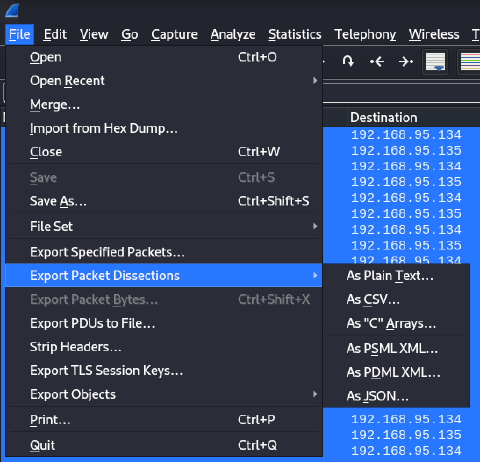 File Edit View Go Capture Analyze Statistics Telephony Wireless T
Open Ctrl+O
Open Recent
Merge...
Import from Hex Dump...
Close Ctrl+W
Save Ctrl+S
Save As... Ctrl+Shift+S
File Set
Export Specified Packets...
Export Packet Dissections
Export Packet Bytes... Ctrl+Shift+X
Export PDUs to File...
Strip Headers...
Export TLS Session Keys...
Export Objects
Print... Ctrl+P
Quit Ctrl+Q
Destination
192.168.95.134
192.168.95.135
192.168.95.134
192.168.95.135
192.168.95.134
192.168.95.135
192.168.95.134
192.168.95.135
192.168.95.134
As Plain Text...
As CSV...
As "C" Arrays...
As PSML XML...
As PDML XML...
As JSON...
192.168.95.134
192.168.95.135
192.168.95.134